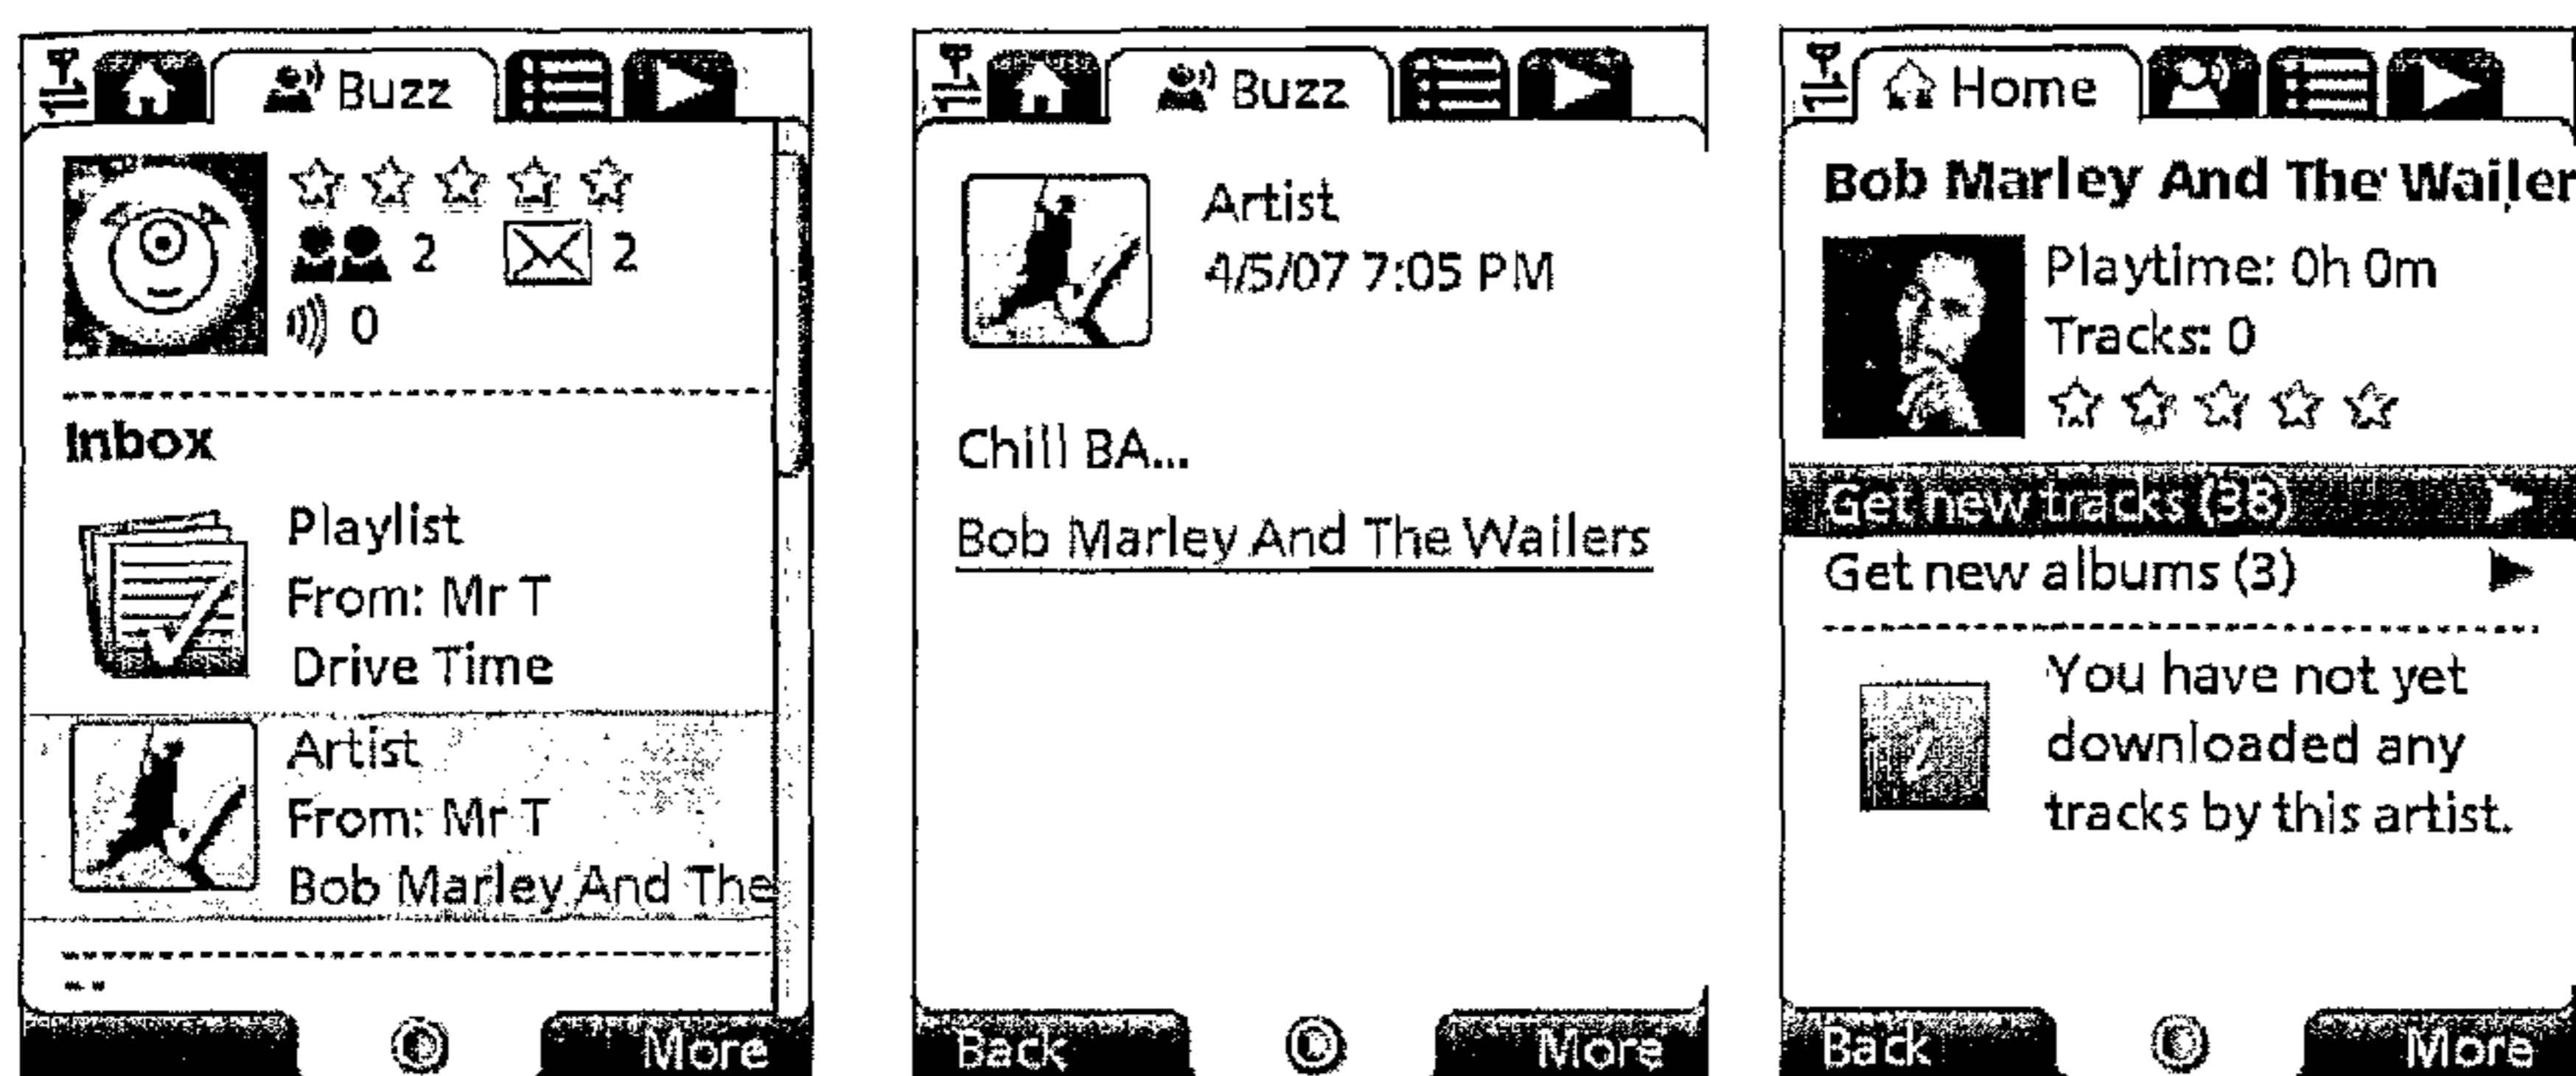 Buzz
2 2
0
Inbox
Playlist
From: Mr T
Drive Time
Artist
From: Mr T
Bob Marley And The
More
Buzz
Artist
4/5/07 7:05 PM
Chill BA...
Bob Marley And The Wailers
Back More
Home
Bob Marley And The Wailer
Playtime: 0h 0m
Tracks: 0
Get new tracks (38)
Get new albums (3)
You have not yet
downloaded any
tracks by this artist.
Back More